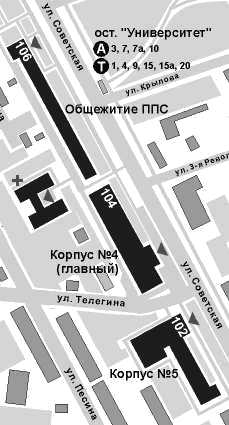 ул. Советская
ост. "Университет"
А 3, 7, 7а, 10
Т 1, 4, 9, 15, 15а, 20
106
ул. Крылова
Общежитие ППС
ул. 3-я
104
Корпус №4
(главный)
ул. Телегина
ул. Советская
102
Корпус №5
ул. Песина